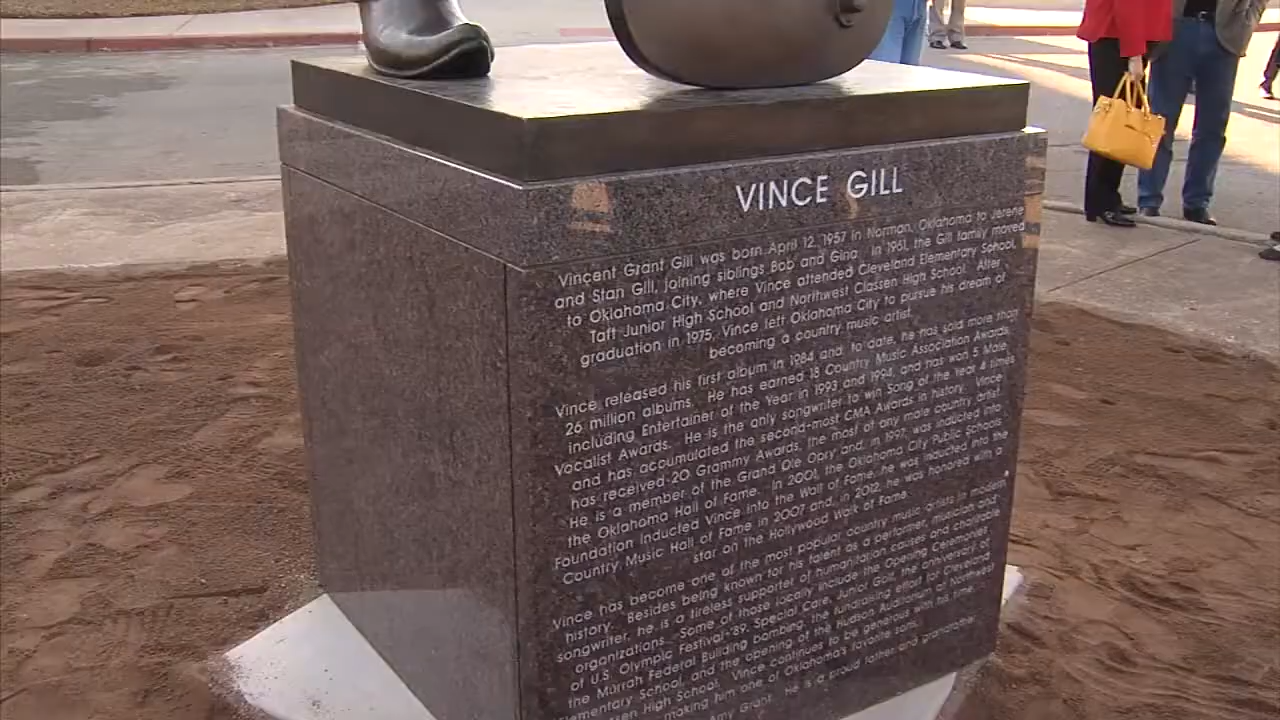 VINCE GILL
Vincent Grant Gill was born April 12, 1957 in Norman, Oklahoma to Jerene
and Stan Gill, joining siblings Bob and Gina. In 1961, the Gill family moved
to Oklahoma City, where Vince attended Cleveland Elementary School,
Taft Junior High School and Northwest Classen High School. After
graduation in 1975, Vince left Oklahoma City to pursue his dream of
becoming a country music artist.
Vince released his first album in 1984 and, to date, he has sold more than
26 million albums. He has earned 18 Country Music Association Awards,
including Entertainer of the Year in 1993 and 1994, and has won 5 Male
Vocalist Awards. He is the only songwriter to win Song of the Year 4 times
and has accumulated the second-most CMA Awards in history. Vince
has received 20 Grammy Awards, the most of any male country artist.
He is a member of the Grand Ole Opry and, in 1997, was inducted into
the Oklahoma Hall of Fame. In 2001, the Oklahoma City Public Schools
Foundation inducted Vince into the Wall of Fame, he was inducted into the
Country Music Hall of Fame in 2007 and, in 2012, he was honored with a
star on the Hollywood Walk of Fame.
Vince has become one of the most popular country music artists in modern
history. Besides being known for his talent as a performer, musician and
songwriter, he is a tireless supporter of humanitarian causes and charitable
organizations. Some of those locally include the Opening Ceremonies
of U.S. Olympic Festival-'89, Special Care, Junior Golf, the anniversary of
the Murrah Federal Building bombing, the fundraising effort for Cleveland
Elementary School, and the opening of the Hudson Auditorium at Northwest
Classen High School. Vince continues to be generous with his time,
making him one of Oklahoma's favorite sons.
Amy Grant. He is a proud father and grandfather.